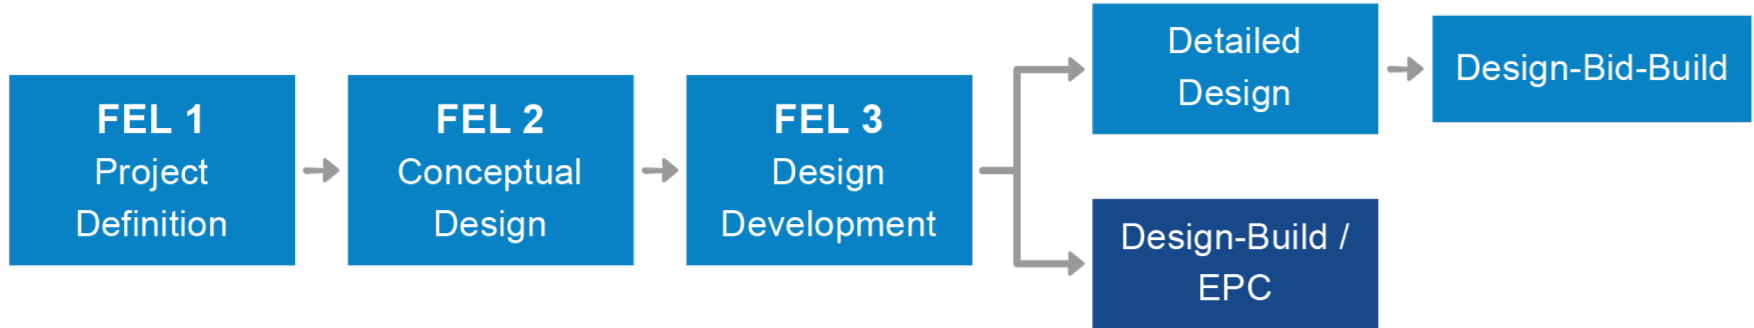 FEL 1
Project
Definition
FEL 2
Conceptual
Design
FEL 3
Design
Development
Detailed
Design
Design-Bid-Build
Design-Build /
EPC